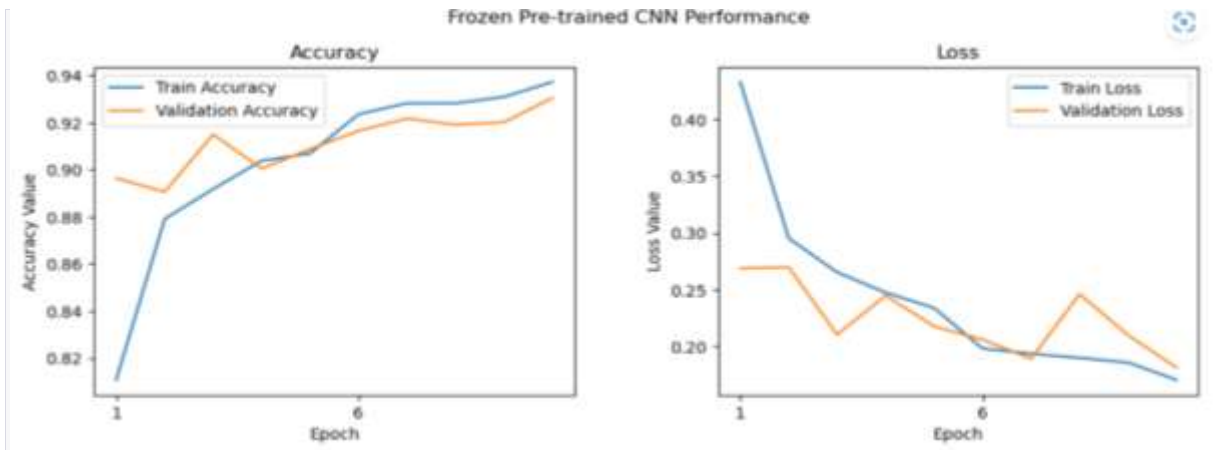 Frozen Pre-trained CNN Performance
Accuracy
Train Accuracy
Validation Accuracy
0.94
0.92
0.90
0.88
0.86
0.84
0.82
Accuracy Value
1 6
Epoch
Loss
Train Loss
Validation Loss
0.40
0.35
0.30
0.25
0.20
Loss Value
1 6
Epoch